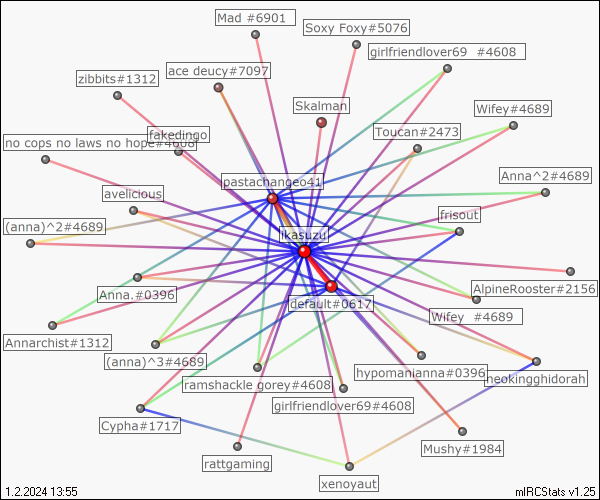 Mad #6901
Soxy Foxy#5076
girlfriendlover69 #4608
ace deucy#7097
zibbits#1312
Skalman
Wifey#4689
fakedingo
Toucan#2473
no cops no laws no hope#4608
Anna^2#4689
pastachangeo41
avelicious
frisout
(anna)^2#4689
ikasuzu
AlpineRooster#2156
Anna.#0396
default#0617
Wifey #4689
Annarchist#1312
(anna)^3#4689
hypomanianna#0396
neokingghidorah
ramshackle gorey#4608
girlfriendlover69#4608
Cypha#1717
Mushy#1984
rattgaming
xenoyaut
1.2.2024 13:55
mIRCStats v1.25